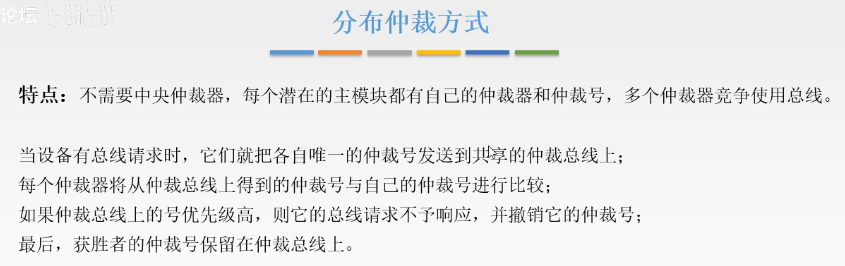 论坛
分布仲裁方式
特点：不需要中央仲裁器，每个潜在的主模块都有自己的仲裁器和仲裁号，多个仲裁器竞争使用总线。
当设备有总线请求时，它们就把各自唯一的仲裁号发送到共享的仲裁总线上；
每个仲裁器将从仲裁总线上得到的仲裁号与自己的仲裁号进行比较；
如果仲裁总线上的号优先级高，则它的总线请求不予响应，并撤销它的仲裁号；
最后，获胜者的仲裁号保留在仲裁总线上。